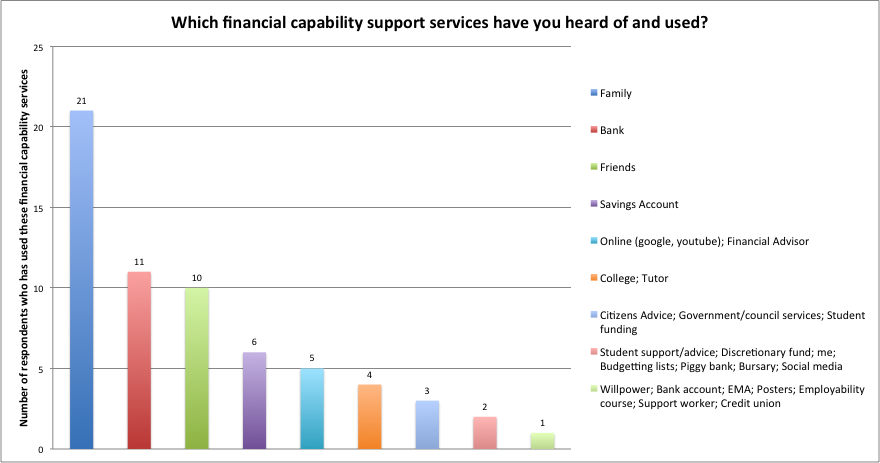 Which financial capability support services have you heard of and used?
Number of respondents who has used these financial capability services
25
20
15
10
5
0
21
11
10
6
5
4
3
2
1
Family
Bank
Friends
Savings Account
Online (google, youtube); Financial Advisor
College; Tutor
Citizens Advice; Government/council services; Student
funding
Student support/advice; Discretionary fund; me;
Budgetting lists; Piggy bank; Bursary; Social media
Willpower; Bank account; EMA; Posters; Employability
course; Support worker; Credit union